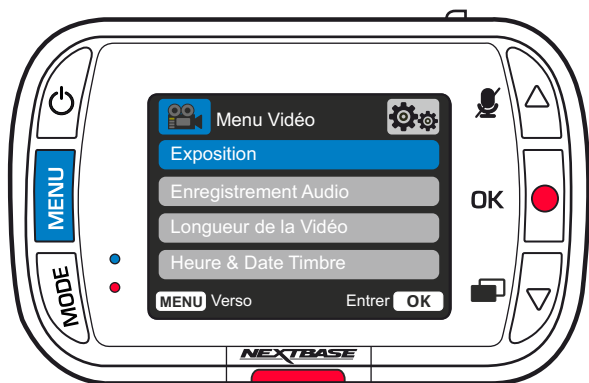 MENU
MODE
Menu Vidéo
Exposition
Enregistrement Audio
Longueur de la Vidéo
Heure & Date Timbre
MENU Verso Entrer OK
OK
NEXTBASE